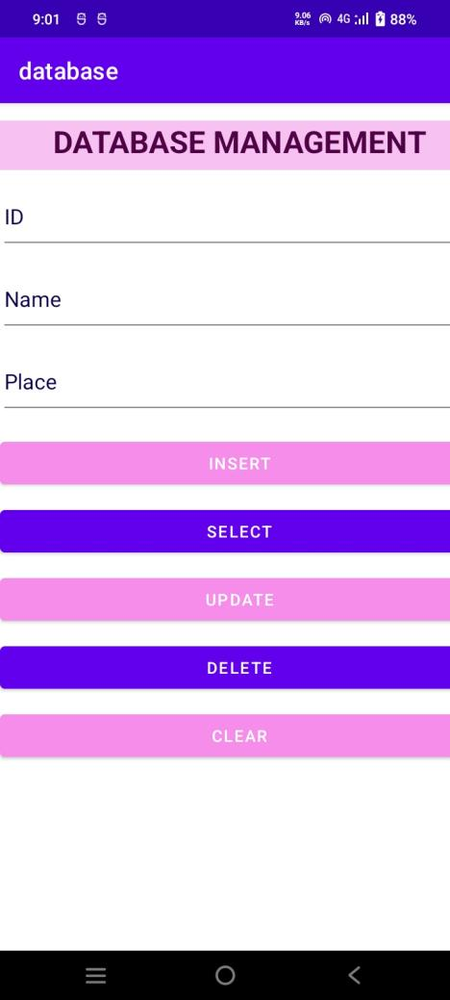 9:01 9.06 KB/s 4G 88%
database
DATABASE MANAGEMENT
ID
Name
Place
INSERT
SELECT
UPDATE
DELETE
CLEAR